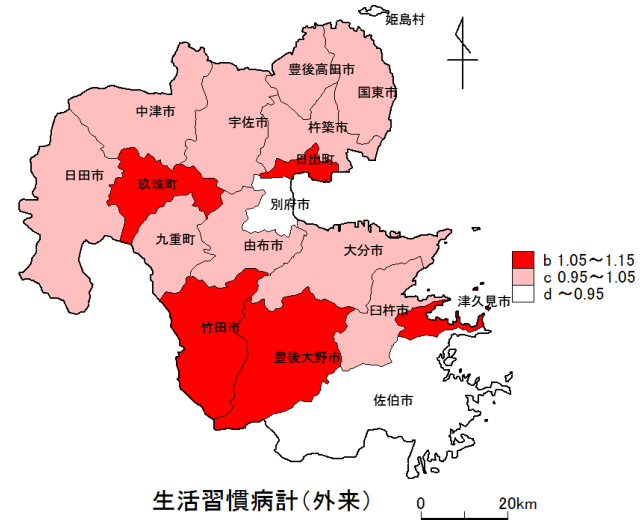 姫島村
豊後高田市
国東市
中津市
宇佐市
杵築市
日出町
日田市
玖珠町
別府市
九重町
由布市
大分市
b 1.05～1.15
c 0.95～1.05
d ～0.95
津久見市
臼杵市
竹田市
豊後大野市
佐伯市
生活習慣病計（外来）
0 20km